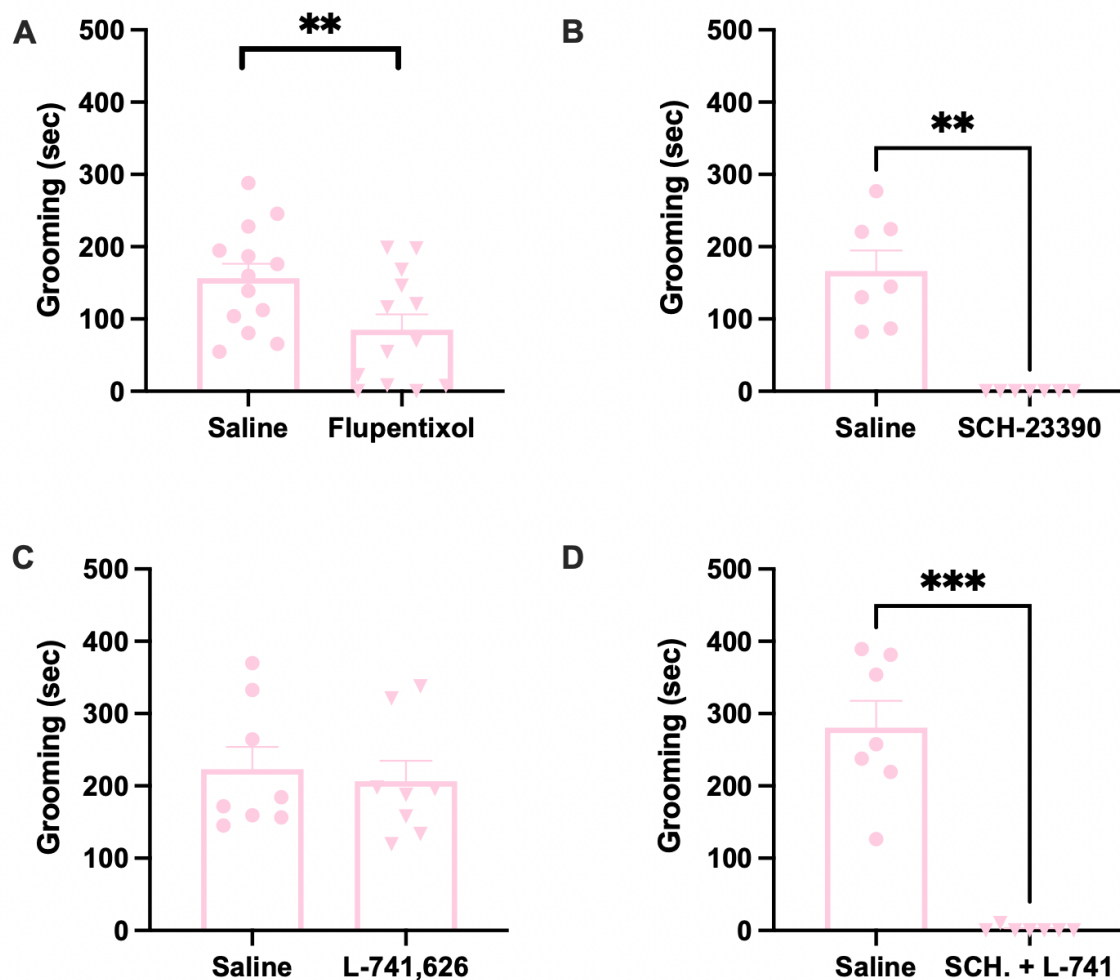 A
Grooming (sec)
500
400
300
200
100
0
**
Saline Flupentixol
B
Grooming (sec)
500
400
300
200
100
0
**
Saline SCH-23390
C
Grooming (sec)
500
400
300
200
100
0
Saline L-741,626
D
Grooming (sec)
500
400
300
200
100
0
***
Saline SCH. + L-741